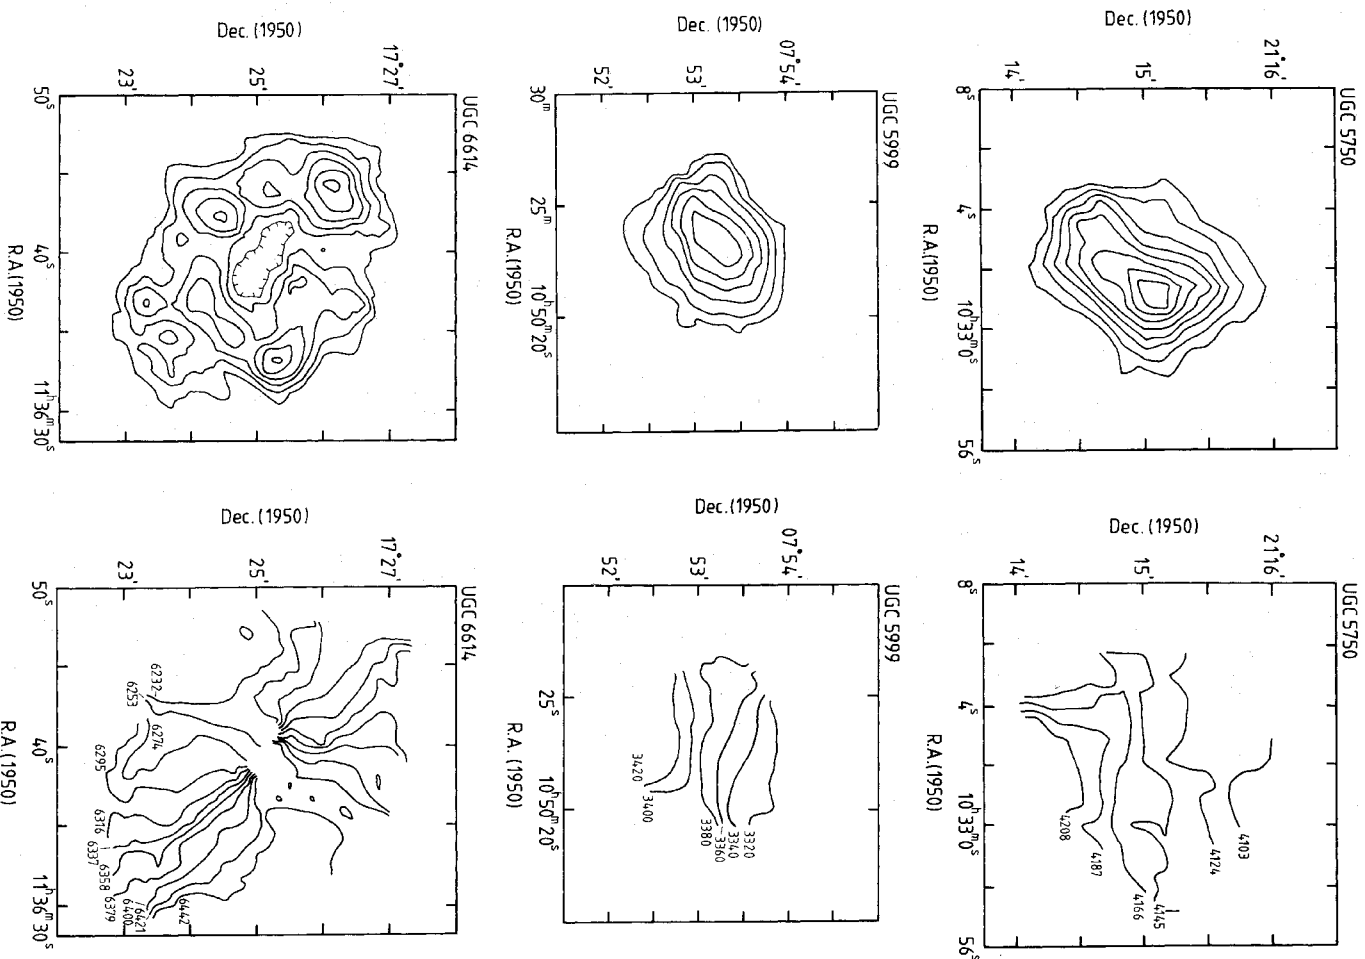 Dec. (1950)
17°27'
25'
23'
UGC 6614
50ˢ
40ˢ
11ʰ36ᵐ30ˢ
R.A.(1950)
Dec. (1950)
07°54'
53'
52'
UGC 5999
30ᵐ
25ᵐ
10ʰ50ᵐ20ˢ
R.A.(1950)
Dec. (1950)
21°16'
15'
14'
UGC 5750
8ˢ
4ˢ
10ʰ33ᵐ0ˢ
56ˢ
R.A.(1950)
Dec. (1950)
17°27'
25'
23'
UGC 6614
50ˢ
40ˢ
11ʰ36ᵐ30ˢ
R.A.(1950)
6232
6253
6274
6295
6316
6337
6358
6379
6400
6421
6442
Dec.(1950)
07°54'
53'
52'
UGC 5999
25ˢ
10ʰ50ᵐ20ˢ
R.A.(1950)
3420
3400
3380
3360
3340
3320
Dec. (1950)
21°16'
15'
14'
UGC 5750
8ˢ
4ˢ
10ʰ33ᵐ0ˢ
56ˢ
R.A.(1950)
4208
4187
4166
4145
4124
4103